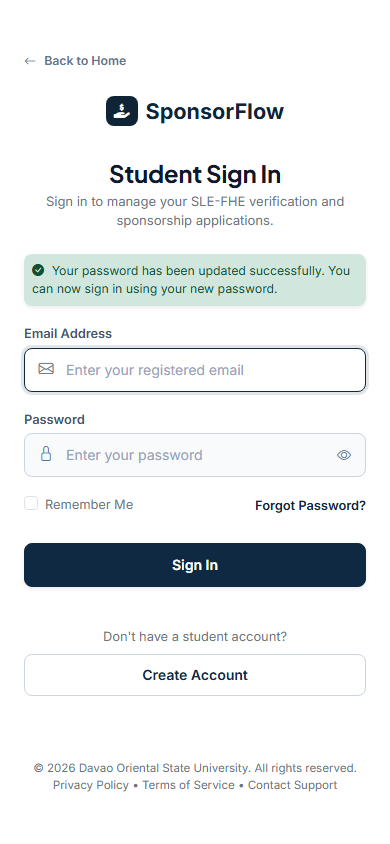 ← Back to Home
SponsorFlow
Student Sign In
Sign in to manage your SLE-FHE verification and
sponsorship applications.
Your password has been updated successfully. You
can now sign in using your new password.
Email Address
Enter your registered email
Password
Enter your password
Remember Me
Forgot Password?
Sign In
Don't have a student account?
Create Account
© 2026 Davao Oriental State University. All rights reserved.
Privacy Policy • Terms of Service • Contact Support